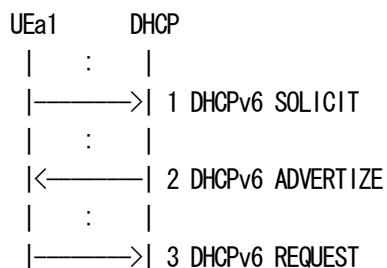 UEa1 DHCP
| : |
|--------->| 1 DHCPv6 SOLICIT
| : |
|<---------| 2 DHCPv6 ADVERTIZE
| : |
|--------->| 3 DHCPv6 REQUEST